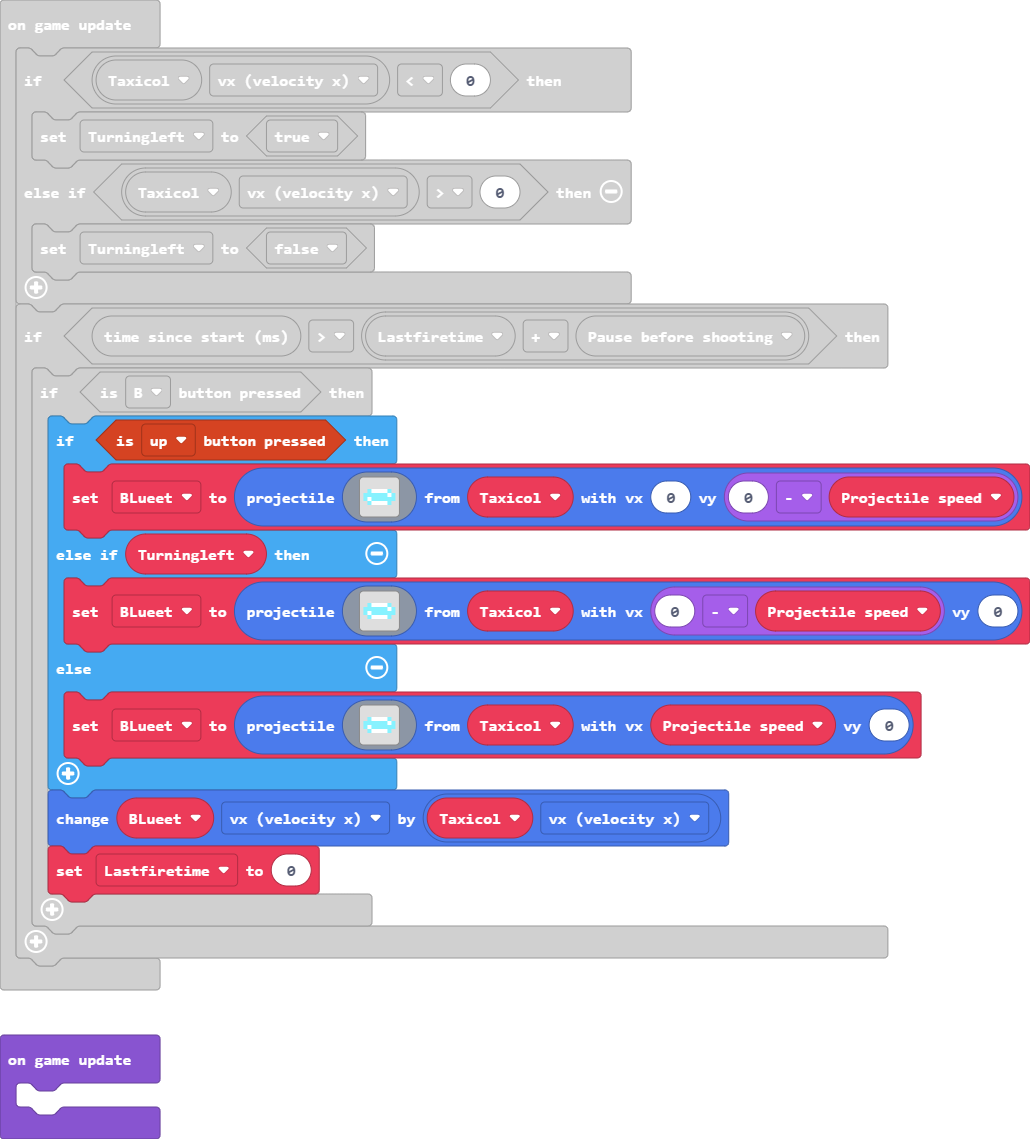 on game update
if Taxicol vx (velocity x) < 0 then
set Turningleft to true
else if Taxicol vx (velocity x) > 0 then
set Turningleft to false
if time since start (ms) > Lastfiretime + Pause before shooting then
if is B button pressed then
if is up button pressed then
set BLueet to projectile from Taxicol with vx 0 vy 0 - Projectile speed
else if Turningleft then
set BLueet to projectile from Taxicol with vx 0 - Projectile speed vy 0
else
set BLueet to projectile from Taxicol with vx Projectile speed vy 0
change BLueet vx (velocity x) by Taxicol vx (velocity x)
set Lastfiretime to 0
on game update